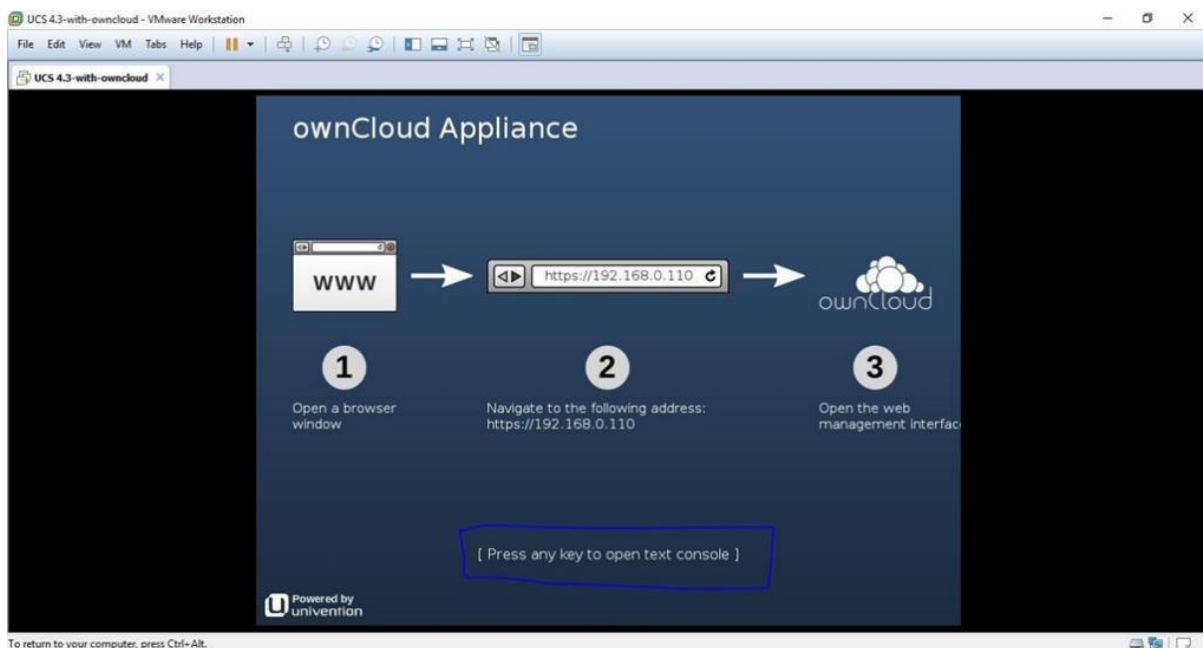 UCS 4.3-with-owncloud - VMware Workstation
File Edit View VM Tabs Help
UCS 4.3-with-owncloud
ownCloud Appliance
WWW
https://192.168.0.110
ownCloud
1
2
3
Open a browser
window
Navigate to the following address:
https://192.168.0.110
Open the web
management interfac
[ Press any key to open text console ]
Powered by
univention
To return to your computer, press Ctrl+Alt.